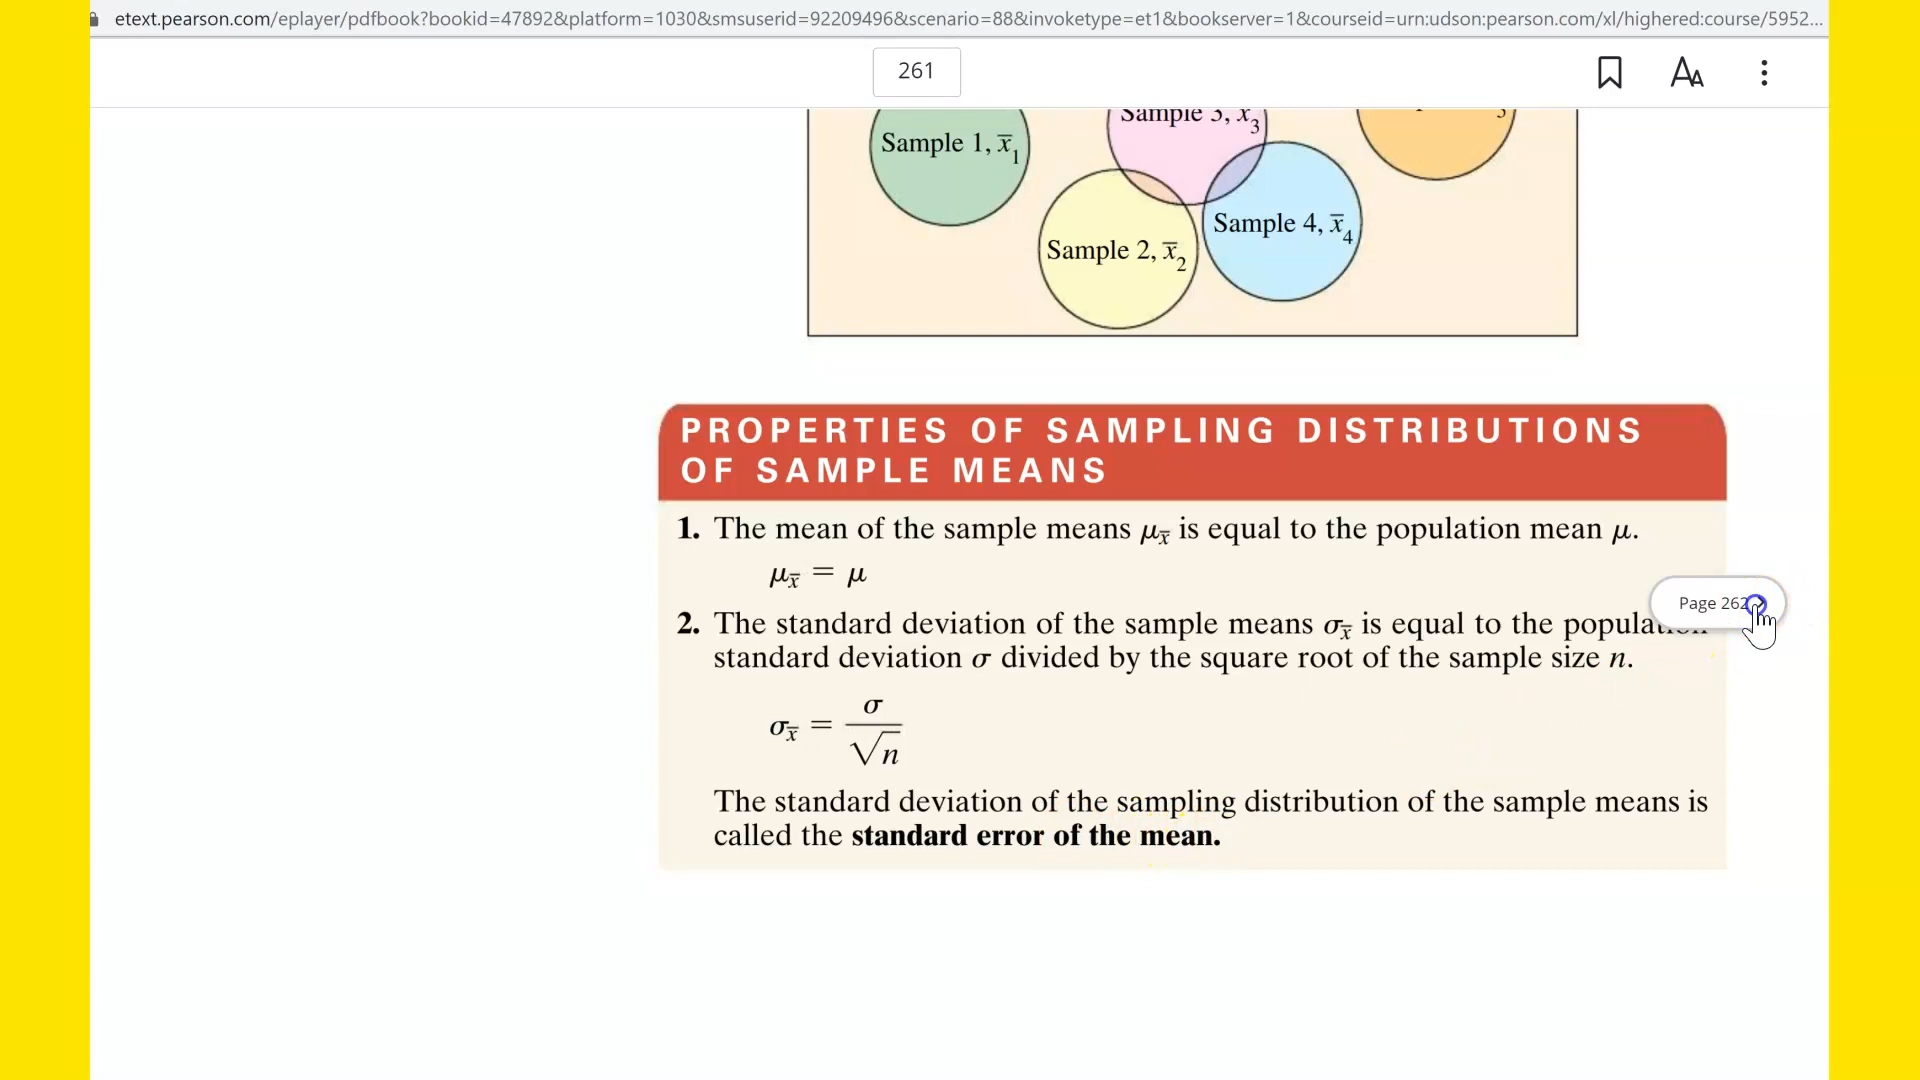 etext.pearson.com/eplayer/pdfbook?bookid=47892&platform=1030&smsuserid=92209496&scenario=88&invoketype=et1&bookserver=1&courseid=urn:udson:pearson.com/xl/highered:course/5952...
261
Sample 1, x̄₁
Sample 3, x̄₃
Sample 2, x̄₂
Sample 4, x̄₄
PROPERTIES OF SAMPLING DISTRIBUTIONS
OF SAMPLE MEANS
1. The mean of the sample means μx̄ is equal to the population mean μ.
μx̄ = μ
Page 262
2. The standard deviation of the sample means σx̄ is equal to the population
standard deviation σ divided by the square root of the sample size n.
σx̄ = σ / √n
The standard deviation of the sampling distribution of the sample means is
called the standard error of the mean.